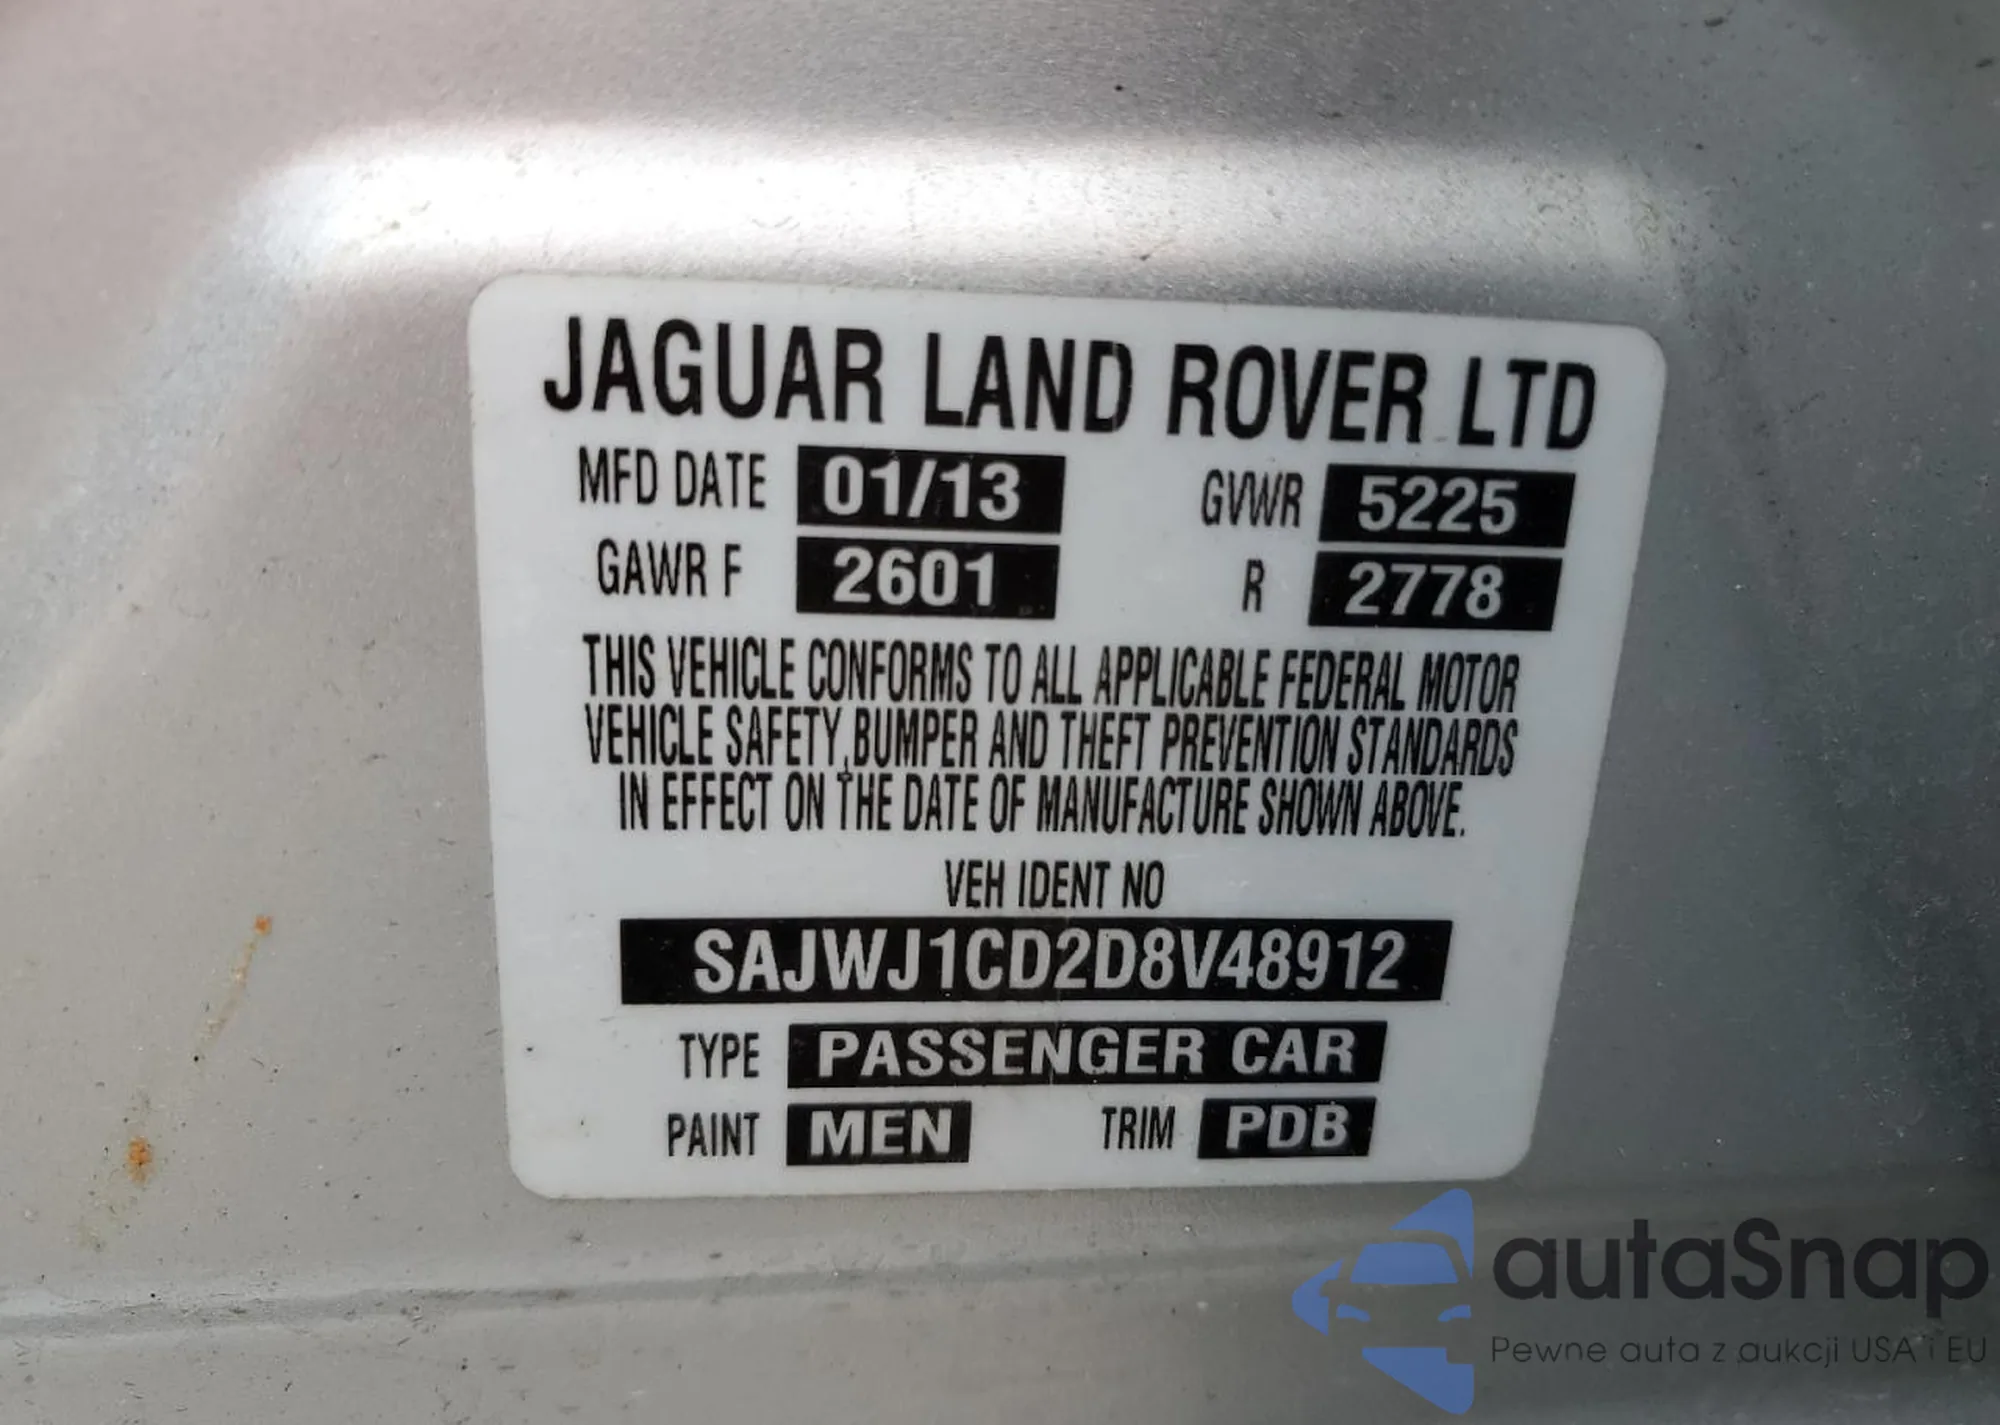 JAGUAR LAND ROVER LTD
MFD DATE 01/13 GVWR 5225
GAWR F 2601 R 2778
THIS VEHICLE CONFORMS TO ALL APPLICABLE FEDERAL MOTOR
VEHICLE SAFETY, BUMPER AND THEFT PREVENTION STANDARDS
IN EFFECT ON THE DATE OF MANUFACTURE SHOWN ABOVE.
VEH IDENT NO
SAJWJ1CD2D8V48912
TYPE PASSENGER CAR
PAINT MEN TRIM PDB
autaSnap
Pewne auta z aukcji USA i EU